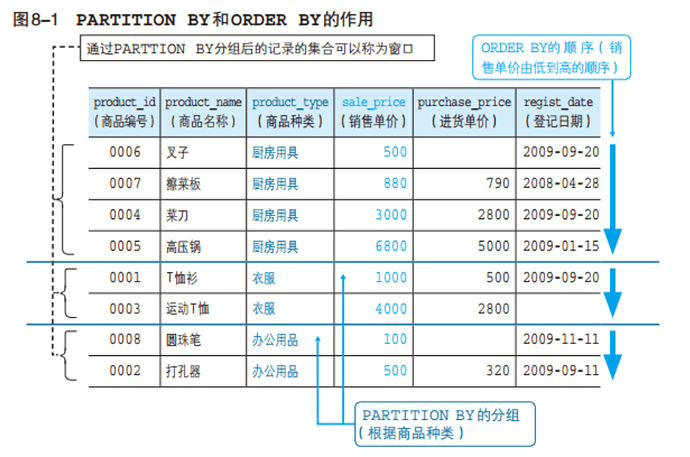 图8-1 PARTITION BY和ORDER BY的作用
通过PARTTION BY分组后的记录的集合可以称为窗口
ORDER BY的顺序（销
售单价由低到高的顺序）
product_id product_name product_type sale_price purchase_price regist_date
（商品编号） （商品名称） （商品种类） （销售单价） （进货单价） （登记日期）
0006 叉子 厨房用具 500 2009-09-20
0007 擦菜板 厨房用具 880 790 2008-04-28
0004 菜刀 厨房用具 3000 2800 2009-09-20
0005 高压锅 厨房用具 6800 5000 2009-01-15
0001 T恤衫 衣服 1000 500 2009-09-20
0003 运动T恤 衣服 4000 2800
0008 圆珠笔 办公用品 100 2009-11-11
0002 打孔器 办公用品 500 320 2009-09-11
PARTITION BY的分组
（根据商品种类）